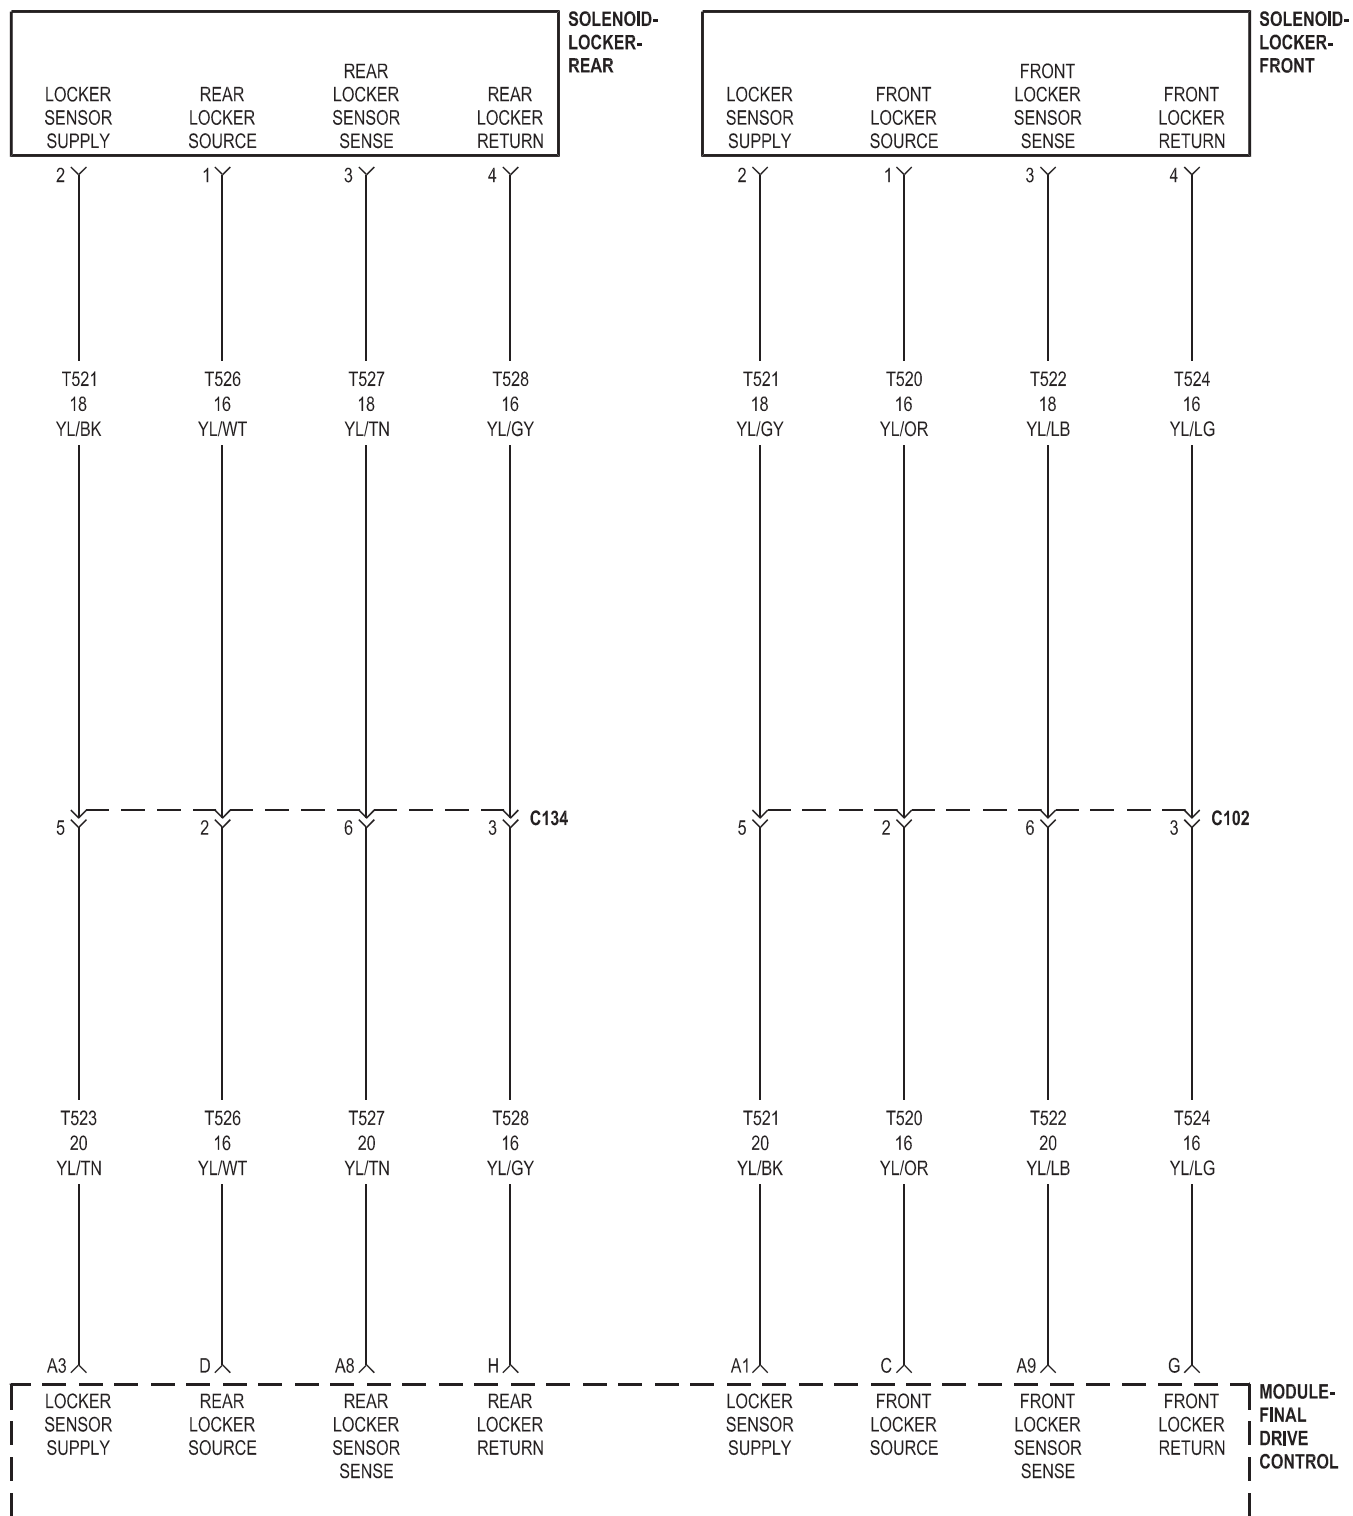 SOLENOID-
LOCKER-
REAR
LOCKER
SENSOR
SUPPLY
REAR
LOCKER
SOURCE
REAR
LOCKER
SENSOR
SENSE
REAR
LOCKER
RETURN
SOLENOID-
LOCKER-
FRONT
LOCKER
SENSOR
SUPPLY
FRONT
LOCKER
SOURCE
FRONT
LOCKER
SENSOR
SENSE
FRONT
LOCKER
RETURN
2 1 3 4 2 1 3 4
T521 T526 T527 T528 T521 T520 T522 T524
18 16 18 16 18 16 18 16
YL/BK YL/WT YL/TN YL/GY YL/GY YL/OR YL/LB YL/LG
5 2 6 3 C134 5 2 6 3 C102
T523 T526 T527 T528 T521 T520 T522 T524
20 16 20 16 20 16 20 16
YL/TN YL/WT YL/TN YL/GY YL/BK YL/OR YL/LB YL/LG
A3 D A8 H A1 C A9 G
LOCKER
SENSOR
SUPPLY
REAR
LOCKER
SOURCE
REAR
LOCKER
SENSOR
SENSE
REAR
LOCKER
RETURN
LOCKER
SENSOR
SUPPLY
FRONT
LOCKER
SOURCE
FRONT
LOCKER
SENSOR
SENSE
FRONT
LOCKER
RETURN
MODULE-
FINAL
DRIVE
CONTROL